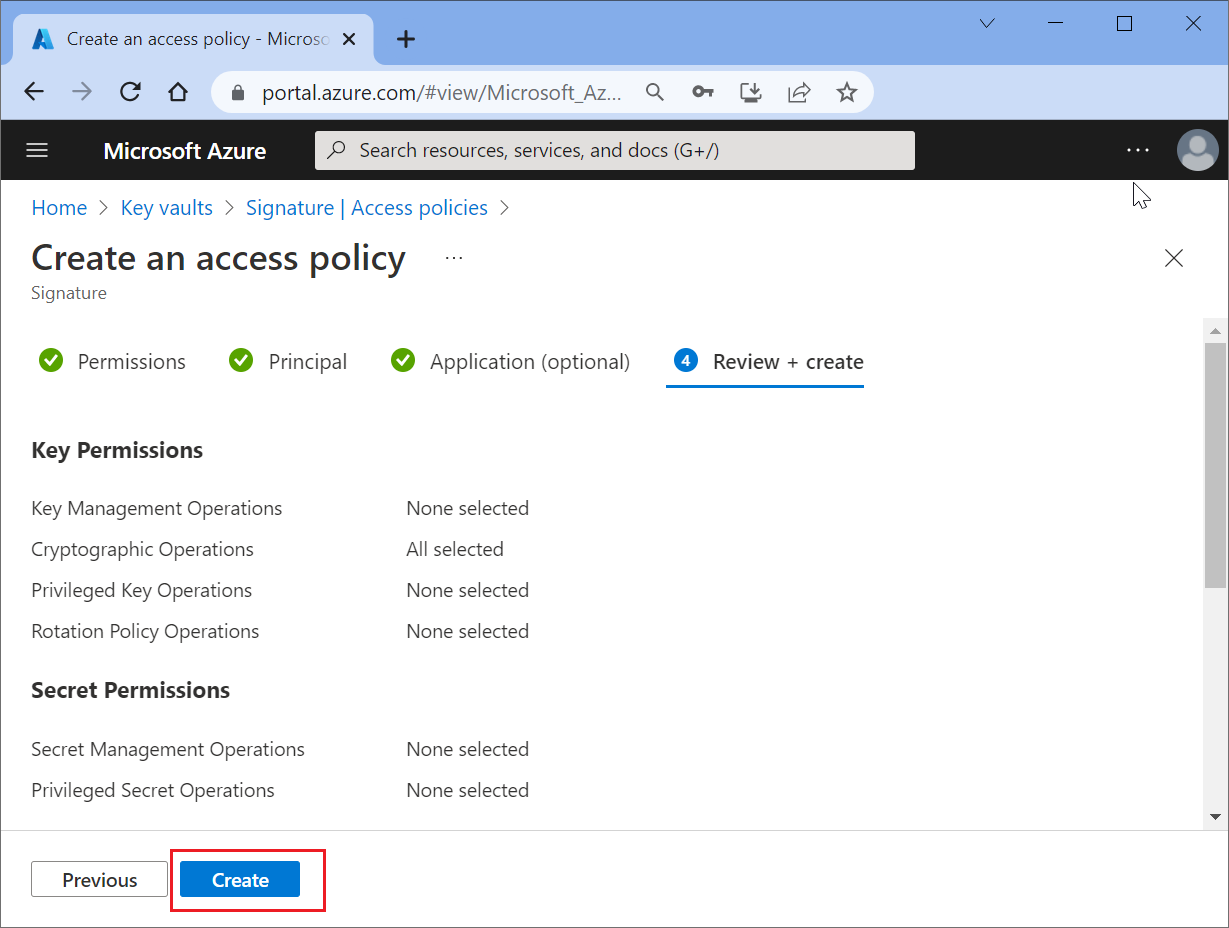 Create an access policy - Microso
portal.azure.com/#view/Microsoft_Az...
Microsoft Azure
Search resources, services, and docs (G+/)
...
Home > Key vaults > Signature | Access policies >
Create an access policy ...
Signature
Permissions Principal Application (optional) 4 Review + create
Key Permissions
Key Management Operations None selected
Cryptographic Operations All selected
Privileged Key Operations None selected
Rotation Policy Operations None selected
Secret Permissions
Secret Management Operations None selected
Privileged Secret Operations None selected
Previous Create